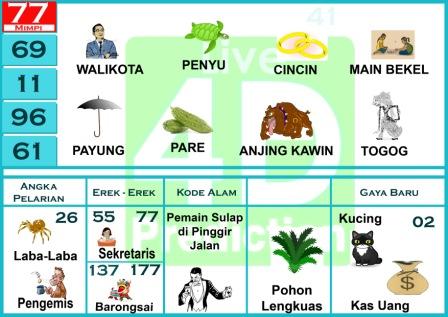 77
MIMPI
69
11
96
61
41
WALIKOTA
PENYU
CINCIN
MAIN BEKEL
PAYUNG
PARE
ANJING KAWIN
TOGOG
Live
4D
Prediction
ANGKA
PELARIAN
EREK - EREK
KODE ALAM
GAYA BARU
26
Laba-Laba
Pengemis
55 77
Sekretaris
137 177
Barongsai
Pemain Sulap
di Pinggir
Jalan
Pohon
Lengkuas
Kucing
02
$
Kas Uang